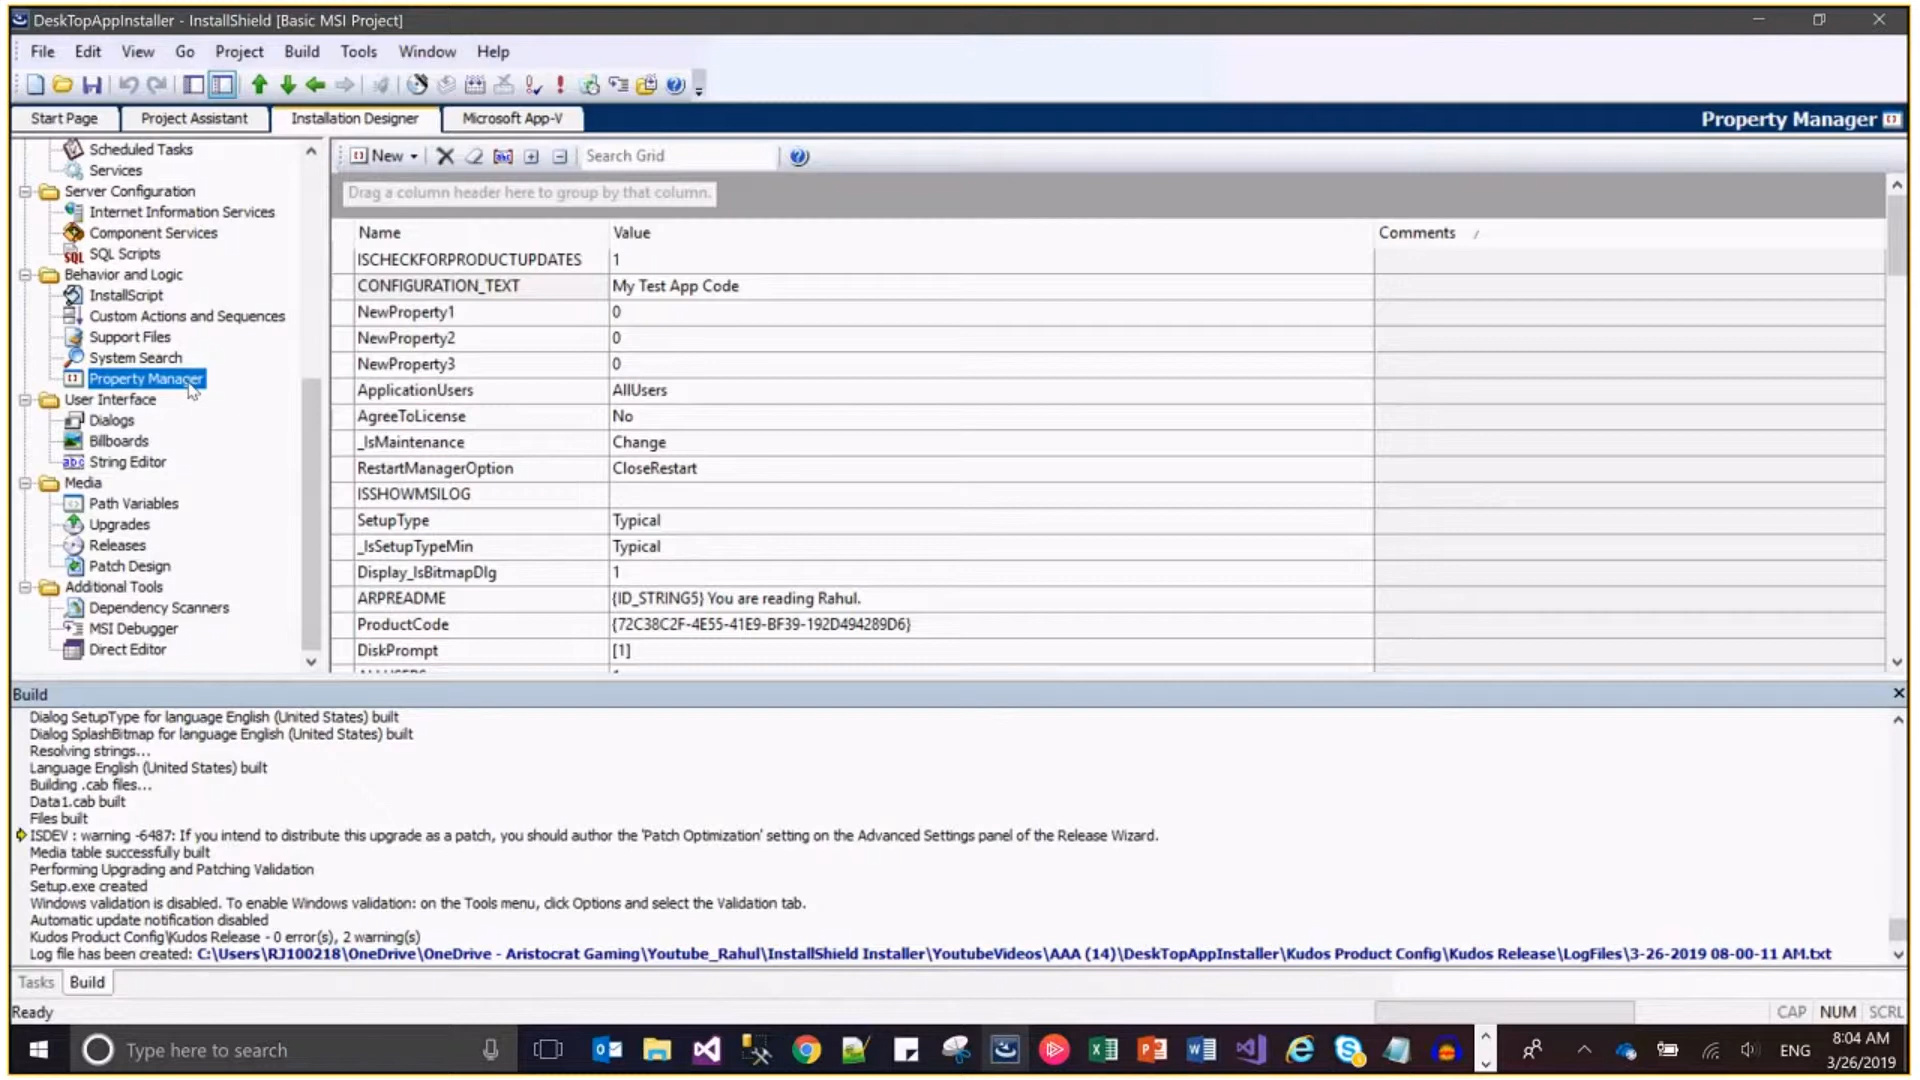 DeskTopAppInstaller - InstallShield [Basic MSI Project]
File Edit View Go Project Build Tools Window Help
Start Page Project Assistant Installation Designer Microsoft App-V Property Manager
Scheduled Tasks
Services
Server Configuration
Internet Information Services
Component Services
SQL Scripts
Behavior and Logic
InstallScript
Custom Actions and Sequences
Support Files
System Search
Property Manager
User Interface
Dialogs
Billboards
String Editor
Media
Path Variables
Upgrades
Releases
Patch Design
Additional Tools
Dependency Scanners
MSI Debugger
Direct Editor
New Search Grid
Drag a column header here to group by that column.
Name Value Comments
ISCHECKFORPRODUCTUPDATES 1
CONFIGURATION_TEXT My Test App Code
NewProperty1 0
NewProperty2 0
NewProperty3 0
ApplicationUsers AllUsers
AgreeToLicense No
_IsMaintenance Change
RestartManagerOption CloseRestart
ISSHOWMSILOG
SetupType Typical
_IsSetupTypeMin Typical
Display_IsBitmapDlg 1
ARPREADME {ID_STRING5} You are reading Rahul.
ProductCode {72C38C2F-4E55-41E9-BF39-192D494289D6}
DiskPrompt [1]
Build
Dialog SetupType for language English (United States) built
Dialog SplashBitmap for language English (United States) built
Resolving strings...
Language English (United States) built
Building .cab files...
Data1.cab built
Files built
ISDEV : warning -6487: If you intend to distribute this upgrade as a patch, you should author the 'Patch Optimization' setting on the Advanced Settings panel of the Release Wizard.
Media table successfully built
Performing Upgrading and Patching Validation
Setup.exe created
Windows validation is disabled. To enable Windows validation: on the Tools menu, click Options and select the Validation tab.
Automatic update notification disabled
Kudos Product Config\Kudos Release - 0 error(s), 2 warning(s)
Log file has been created: C:\Users\RJ100218\OneDrive\OneDrive - Aristocrat Gaming\Youtube_Rahul\InstallShield Installer\YoutubeVideos\AAA (14)\DeskTopAppInstaller\Kudos Product Config\Kudos Release\LogFiles\3-26-2019 08-00-11 AM.txt
Tasks Build
Ready CAP NUM SCRL
Type here to search ENG 8:04 AM
3/26/2019